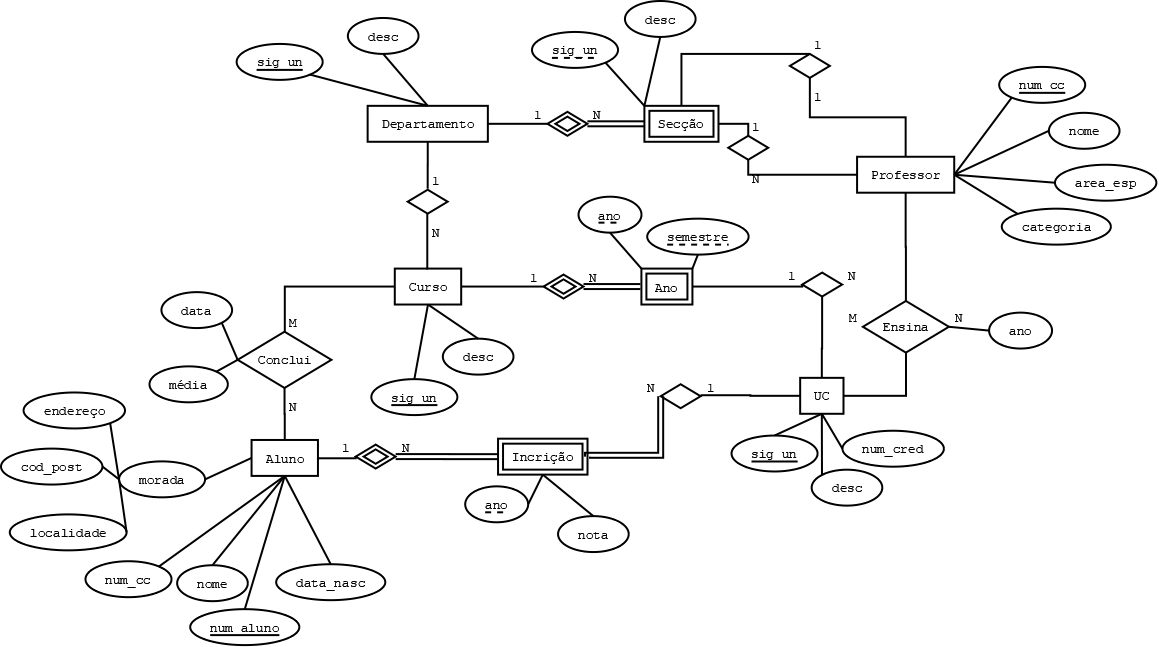 desc
sig_un
desc
sig_un
1
Departamento
1
N
Secção
1
1
N
num_cc
nome
Professor
area_esp
categoria
1
N
ano
semestre
Curso
1
N
Ano
1
N
data
M
Conclui
média
desc
sig_un
M
Ensina
N
ano
N
1
UC
endereço
N
cod_post
morada
localidade
Aluno
1
N
Incrição
sig_un
num_cred
desc
ano
nota
num_cc
nome
data_nasc
num_aluno